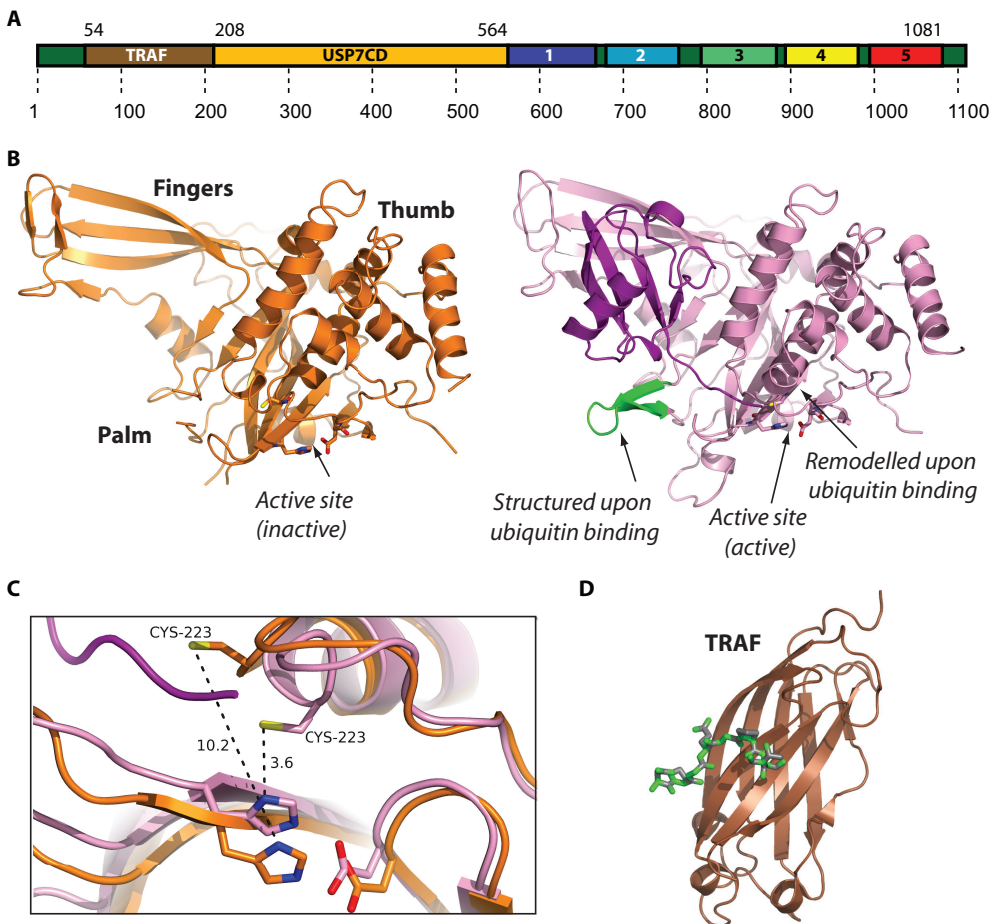 A
54 208 564 1081
TRAF USP7CD 1 2 3 4 5
1 100 200 300 400 500 600 700 800 900 1000 1100
B
Fingers
Thumb
Palm
Active site
(inactive)
Structured upon
ubiquitin binding
Active site
(active)
Remodelled upon
ubiquitin binding
C
CYS-223
CYS-223
10.2
3.6
D
TRAF